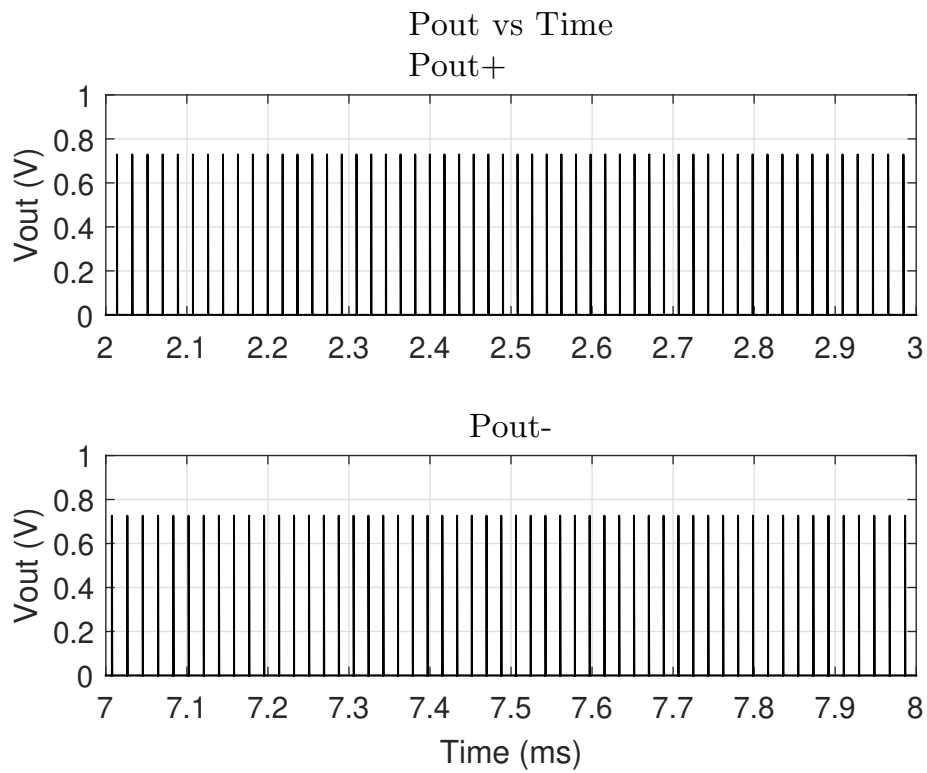 Pout vs Time
Pout+
1
0.8
0.6
0.4
0.2
0
Vout (V)
2 2.1 2.2 2.3 2.4 2.5 2.6 2.7 2.8 2.9 3
Pout-
1
0.8
0.6
0.4
0.2
0
Vout (V)
7 7.1 7.2 7.3 7.4 7.5 7.6 7.7 7.8 7.9 8
Time (ms)